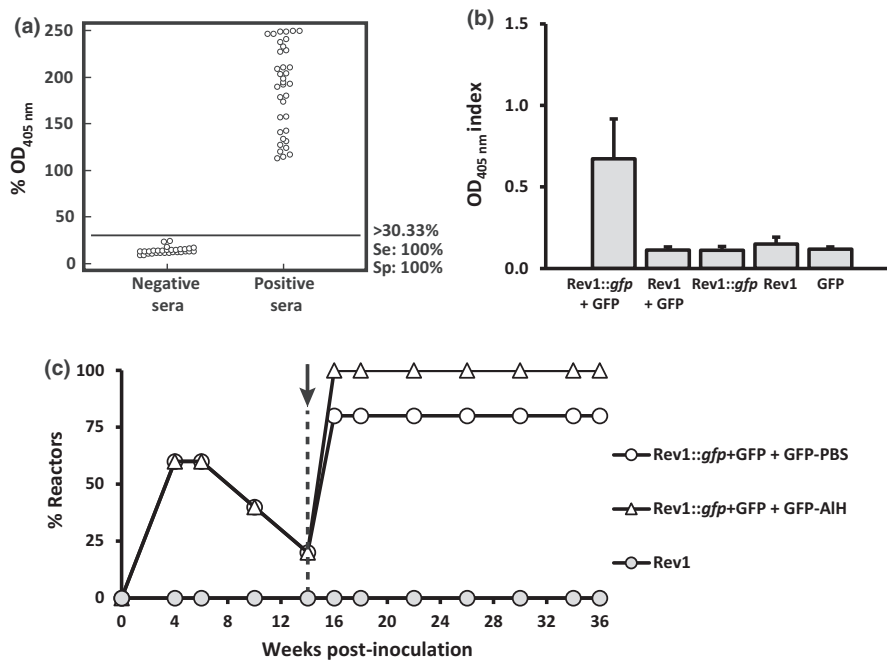 (a)
250
200
150
100
50
0
% OD405 nm
>30.33%
Se: 100%
Sp: 100%
Negative
sera
Positive
sera
(b)
1.5
1.0
0.5
0.0
OD405 nm index
Rev1::gfp
+ GFP
Rev1
+ GFP
Rev1::gfp
Rev1
GFP
(c)
100
75
50
25
0
% Reactors
0 4 8 12 16 20 24 28 32 36
Weeks post-inoculation
Rev1::gfp+GFP + GFP-PBS
Rev1::gfp+GFP + GFP-AlH
Rev1